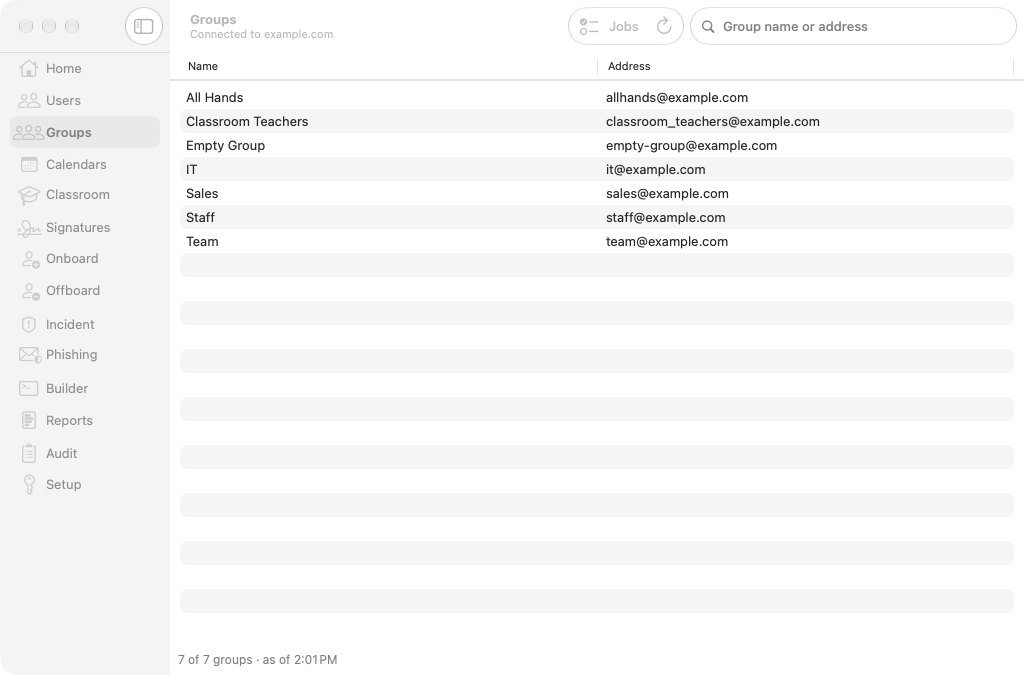 Groups
Connected to example.com
Jobs
Group name or address
Home
Users
Groups
Calendars
Classroom
Signatures
Onboard
Offboard
Incident
Phishing
Builder
Reports
Audit
Setup
Name Address
All Hands allhands@example.com
Classroom Teachers classroom_teachers@example.com
Empty Group empty-group@example.com
IT it@example.com
Sales sales@example.com
Staff staff@example.com
Team team@example.com
7 of 7 groups · as of 2:01 PM